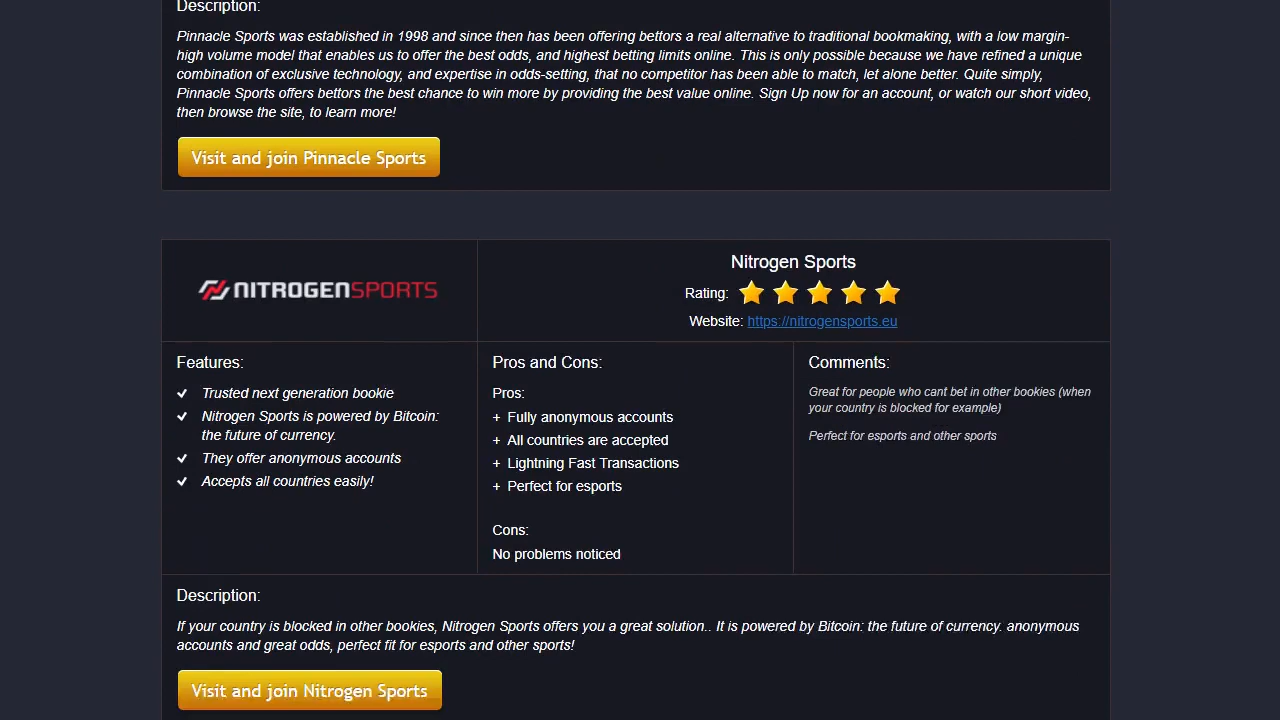 Description:
Pinnacle Sports was established in 1998 and since then has been offering bettors a real alternative to traditional bookmaking, with a low margin-
high volume model that enables us to offer the best odds, and highest betting limits online. This is only possible because we have refined a unique
combination of exclusive technology, and expertise in odds-setting, that no competitor has been able to match, let alone better. Quite simply,
Pinnacle Sports offers bettors the best chance to win more by providing the best value online. Sign Up now for an account, or watch our short video,
then browse the site, to learn more!
Visit and join Pinnacle Sports
NITROGENSPORTS
Nitrogen Sports
Rating:
Website: https://nitrogensports.eu
Features:
Trusted next generation bookie
Nitrogen Sports is powered by Bitcoin:
the future of currency.
They offer anonymous accounts
Accepts all countries easily!
Pros and Cons:
Pros:
+ Fully anonymous accounts
+ All countries are accepted
+ Lightning Fast Transactions
+ Perfect for esports
Cons:
No problems noticed
Comments:
Great for people who cant bet in other bookies (when
your country is blocked for example)
Perfect for esports and other sports
Description:
If your country is blocked in other bookies, Nitrogen Sports offers you a great solution.. It is powered by Bitcoin: the future of currency. anonymous
accounts and great odds, perfect fit for esports and other sports!
Visit and join Nitrogen Sports